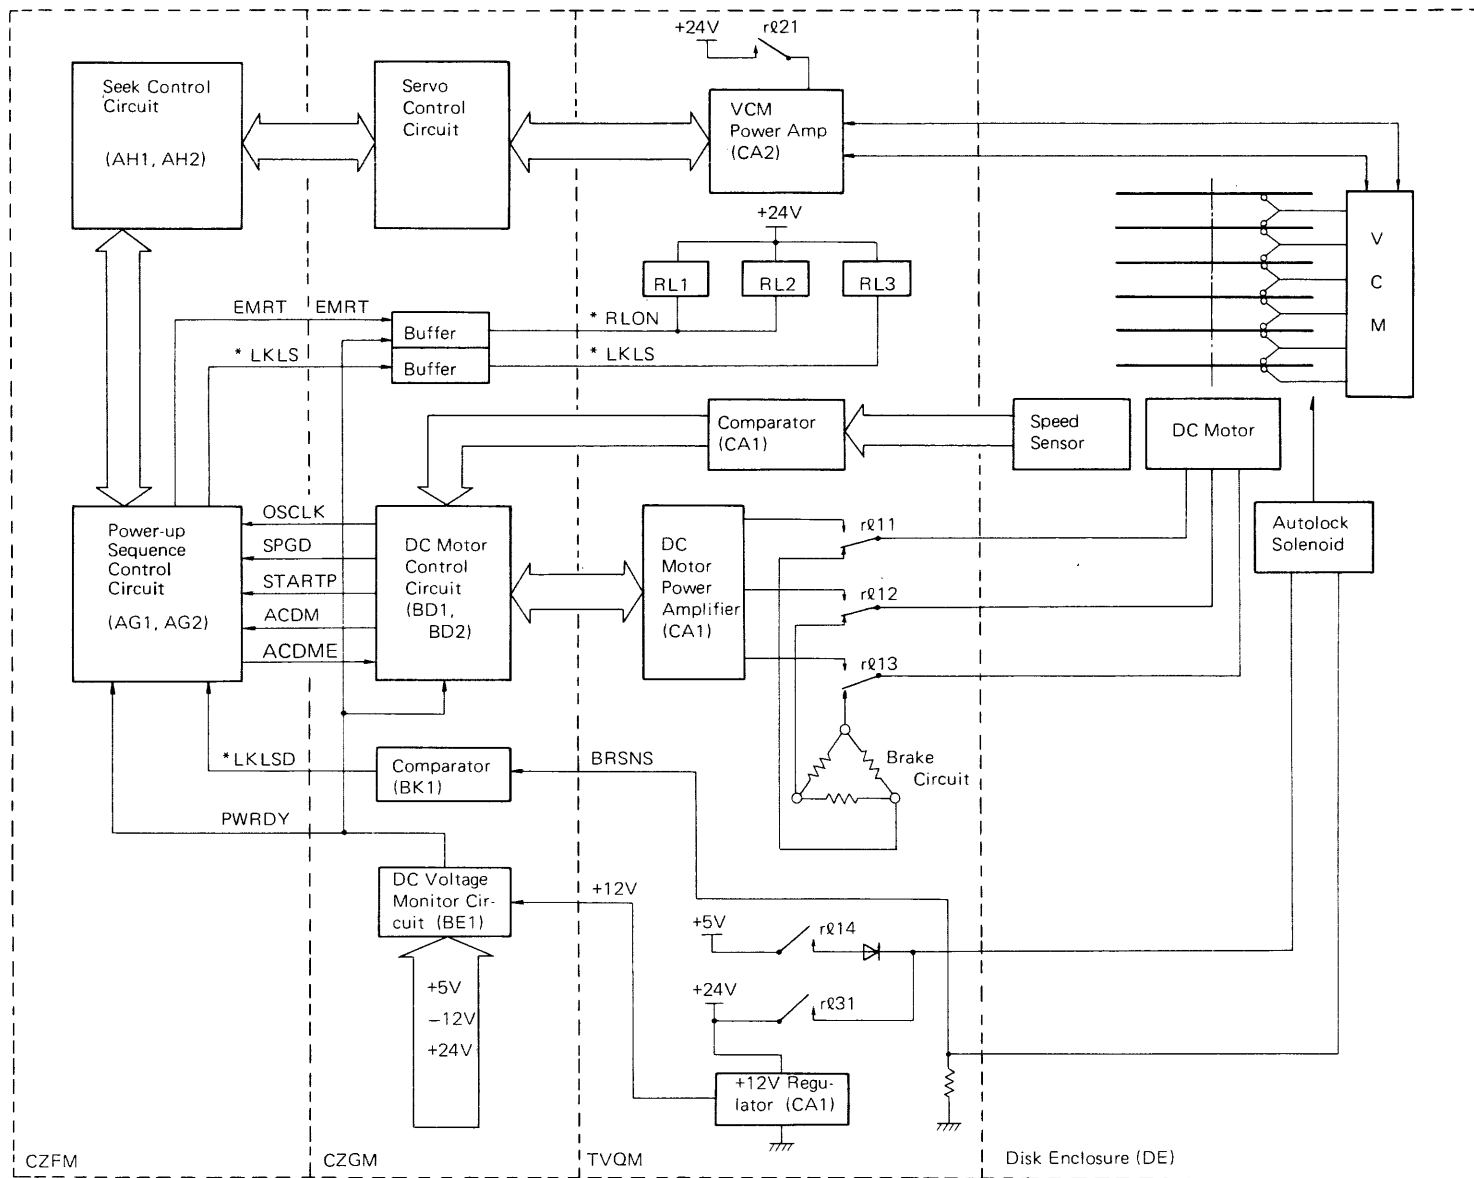 +24V
rℓ21
Seek Control
Circuit
(AH1, AH2)
Servo
Control
Circuit
VCM
Power Amp
(CA2)
+24V
RL1
RL2
RL3
V
C
M
EMRT
EMRT
Buffer
* RLON
* LKLS
Buffer
* LKLS
Comparator
(CA1)
Speed
Sensor
DC Motor
Autolock
Solenoid
Power-up
Sequence
Control
Circuit
(AG1, AG2)
OSCLK
SPGD
STARTP
ACDM
ACDME
DC Motor
Control
Circuit
(BD1,
BD2)
DC
Motor
Power
Amplifier
(CA1)
rℓ11
rℓ12
rℓ13
Brake
Circuit
*LKLSD
Comparator
(BK1)
BRSNS
PWRDY
DC Voltage
Monitor Cir-
cuit (BE1)
+12V
+5V
rℓ14
+24V
rℓ31
+5V
−12V
+24V
+12V Regu-
lator (CA1)
CZFM
CZGM
TVQM
Disk Enclosure (DE)